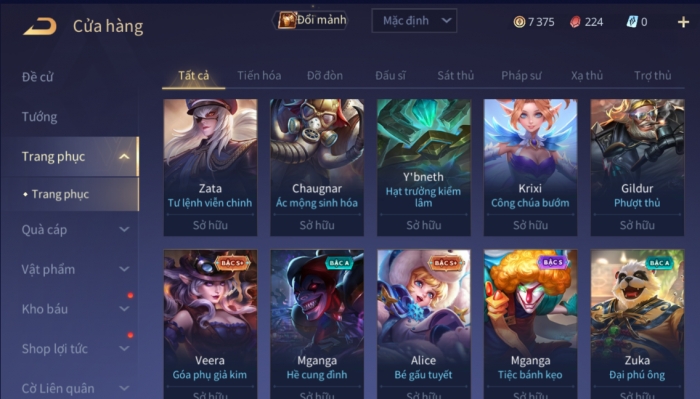 Cửa hàng
Đổi mảnh
Mặc định
7 375
224
0
Đề cử
Tướng
Trang phục
• Trang phục
Quà cáp
Vật phẩm
Kho báu
Shop lợi tức
Cờ Liên quân
Tất cả
Tiến hóa
Đỡ đòn
Đấu sĩ
Sát thủ
Pháp sư
Xạ thủ
Trợ thủ
Zata
Tư lệnh viễn chinh
Sở hữu
Chaugnar
Ác mộng sinh hóa
Sở hữu
Y'bneth
Hạt trưởng kiểm
lâm
Sở hữu
Krixi
Công chúa bướm
Sở hữu
Gildur
Phượt thủ
Sở hữu
BẬC S+
Veera
Góa phụ giả kim
Sở hữu
BẬC A
Mganga
Hề cung đình
Sở hữu
BẬC S+
Alice
Bé gấu tuyết
Sở hữu
BẬC S
Mganga
Tiệc bánh kẹo
Sở hữu
BẬC A
Zuka
Đại phú ông
Sở hữu